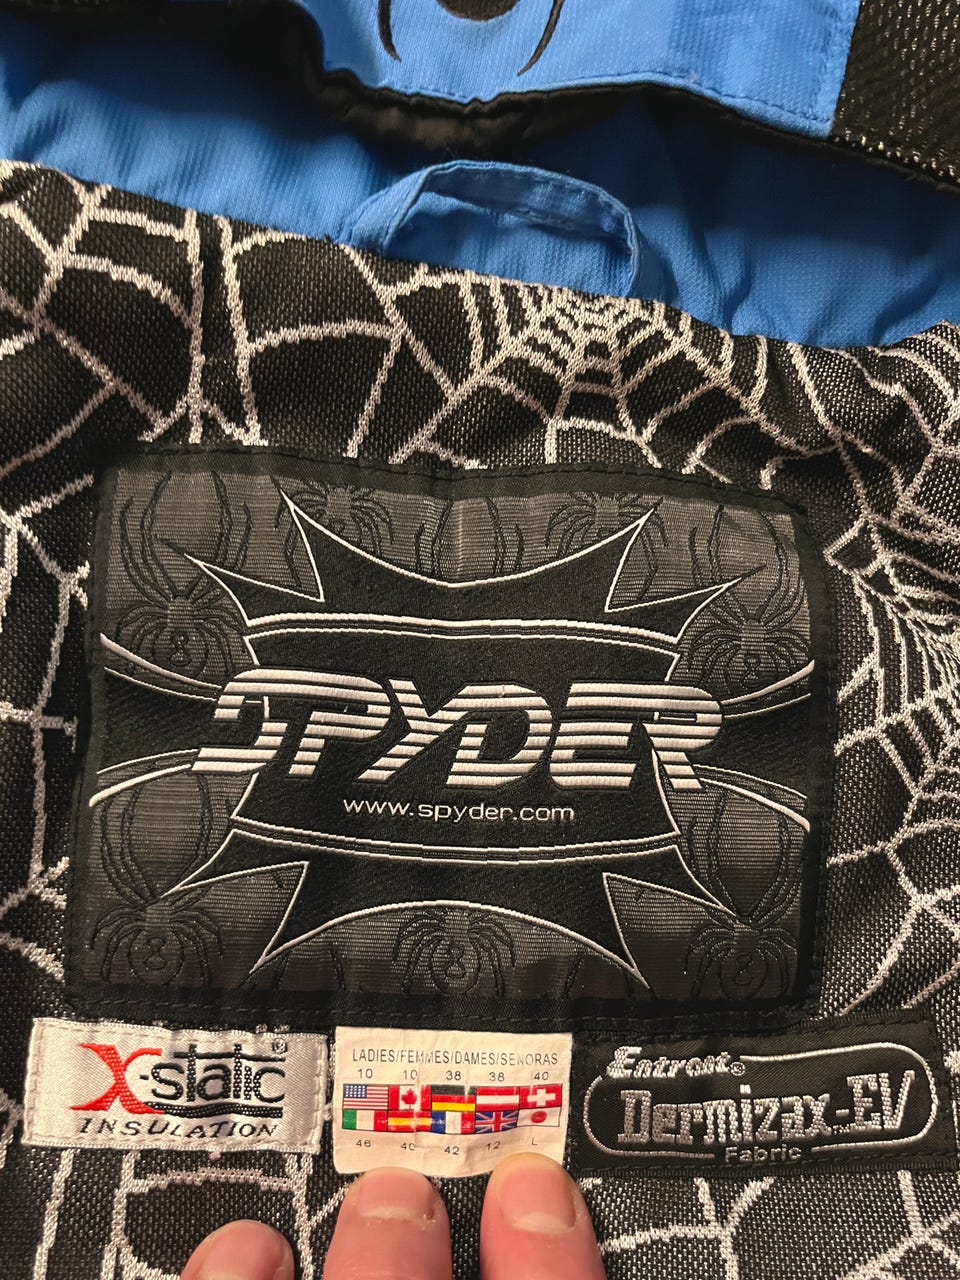 SPYDER
www.spyder.com
X-static®
INSULATION
LADIES/FEMMES/DAMES/SEÑORAS
10 10 38 38 40
46 40 42 12 L
Entrant®
Dermizax-EV
Fabric